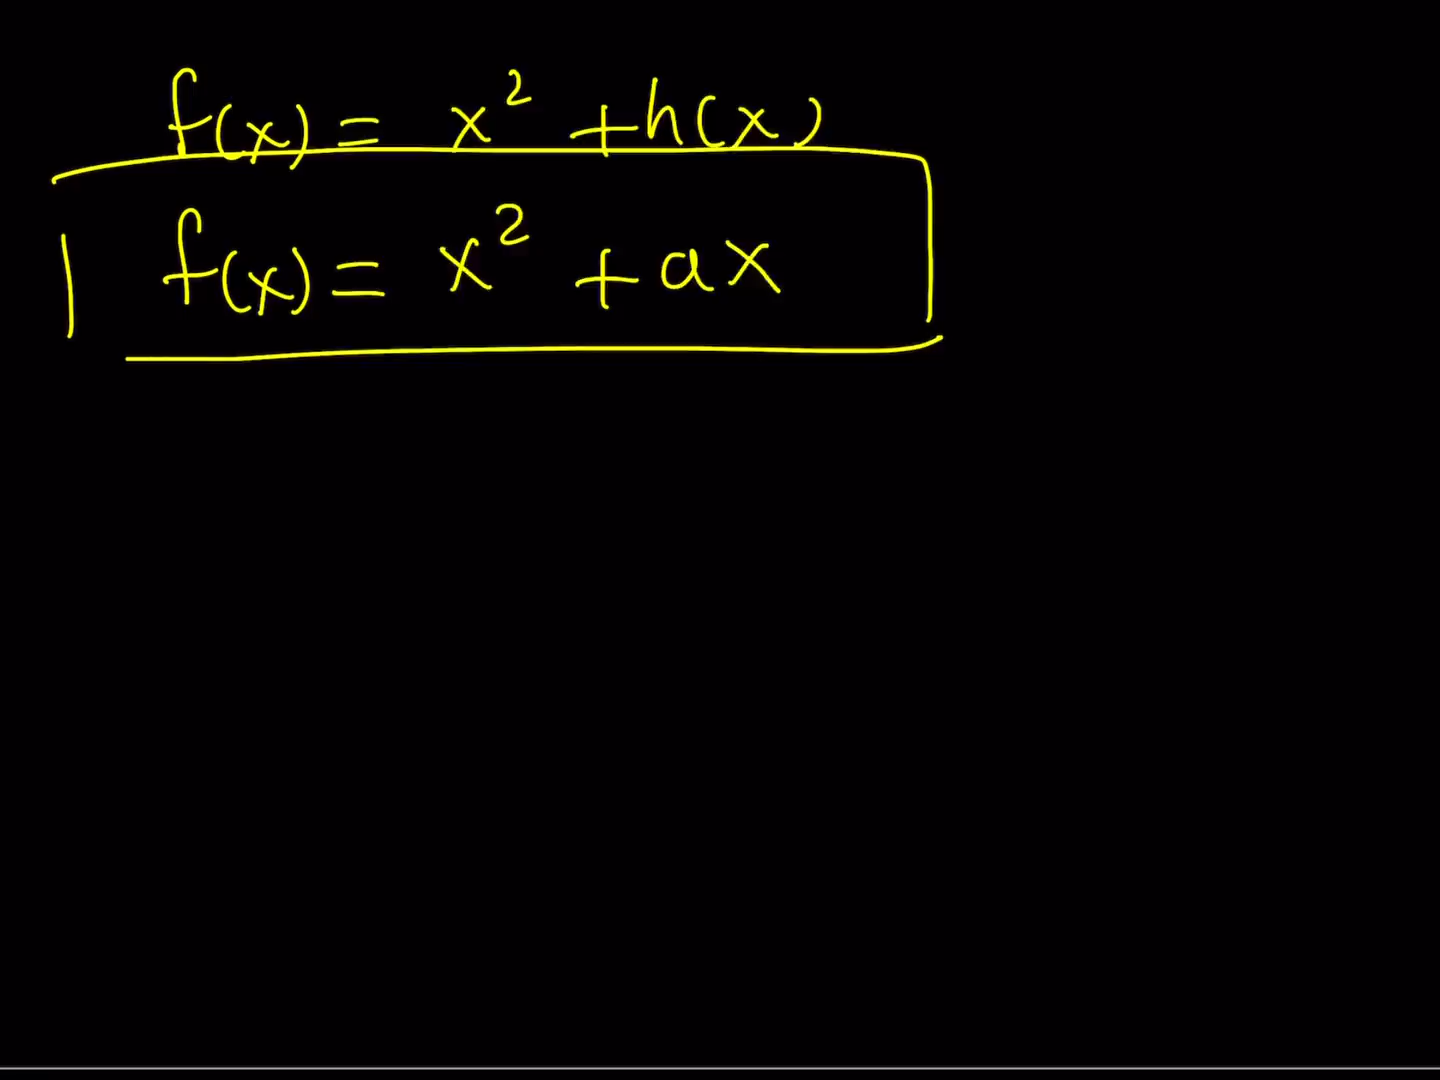 f(x) = x² + h(x)
f(x) = x² + ax